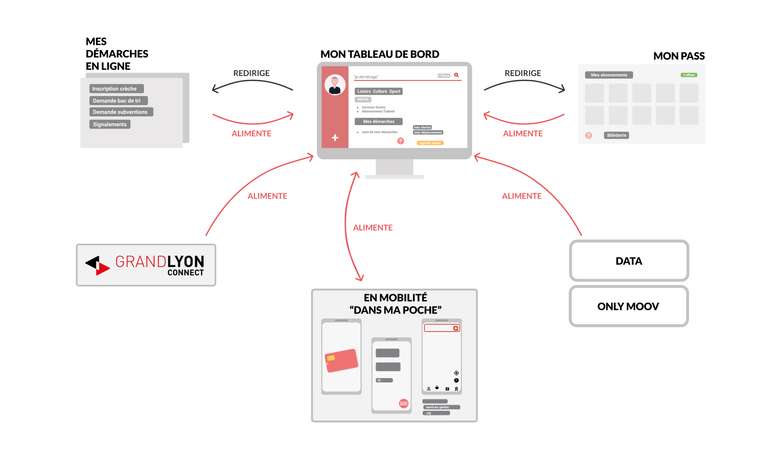 MES
DÉMARCHES
EN LIGNE
Inscription crèche
Demande bac de tri
Demande subventions
Signalements
REDIRIGE
ALIMENTE
MON TABLEAU DE BORD
Loisirs Culture Sport
Mes démarches
REDIRIGE
ALIMENTE
MON PASS
Mes abonnements
Billetterie
ALIMENTE
ALIMENTE
ALIMENTE
GRANDLYON
CONNECT
DATA
ONLY MOOV
EN MOBILITÉ
“DANS MA POCHE”